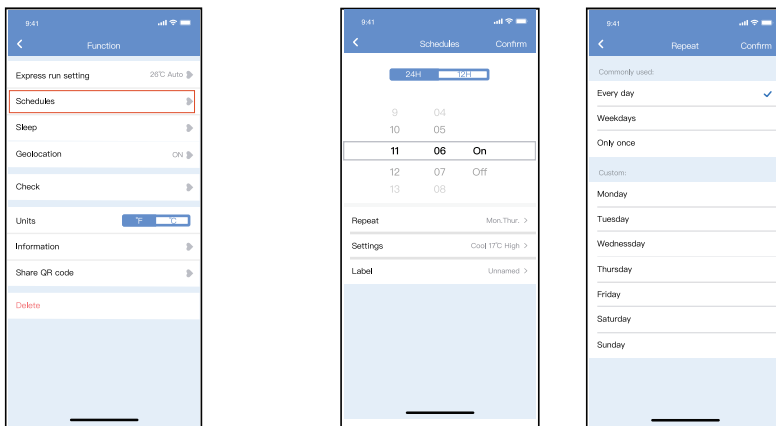 9:41
Function
Express run setting 26℃ Auto
Schedules
Sleep
Geolocation ON
Check
Units ℉ ℃
Information
Share QR code
Delete
9:41
Schedules Confirm
24H 12H
9 04
10 05
11 06 On
12 07 Off
13 08
Repeat Mon.Thur. >
Settings Cool 17℃ High >
Label Unnamed >
9:41
Repeat Confirm
Commonly used:
Every day
Weekdays
Only once
Custom:
Monday
Tuesday
Wednessday
Thursday
Friday
Saturday
Sunday